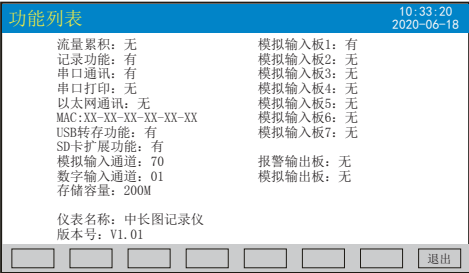 功能列表
10:33:20
2020-06-18
流量累积：无
记录功能：有
串口通讯：有
串口打印：无
以太网通讯：无
MAC:XX-XX-XX-XX-XX-XX
USB转存功能：有
SD卡扩展功能：有
模拟输入通道：70
数字输入通道：01
存储容量：200M
仪表名称：中长图记录仪
版本号：V1.01
模拟输入板1：有
模拟输入板2：无
模拟输入板3：无
模拟输入板4：无
模拟输入板5：无
模拟输入板6：无
模拟输入板7：无
报警输出板：无
模拟输出板：无
退出